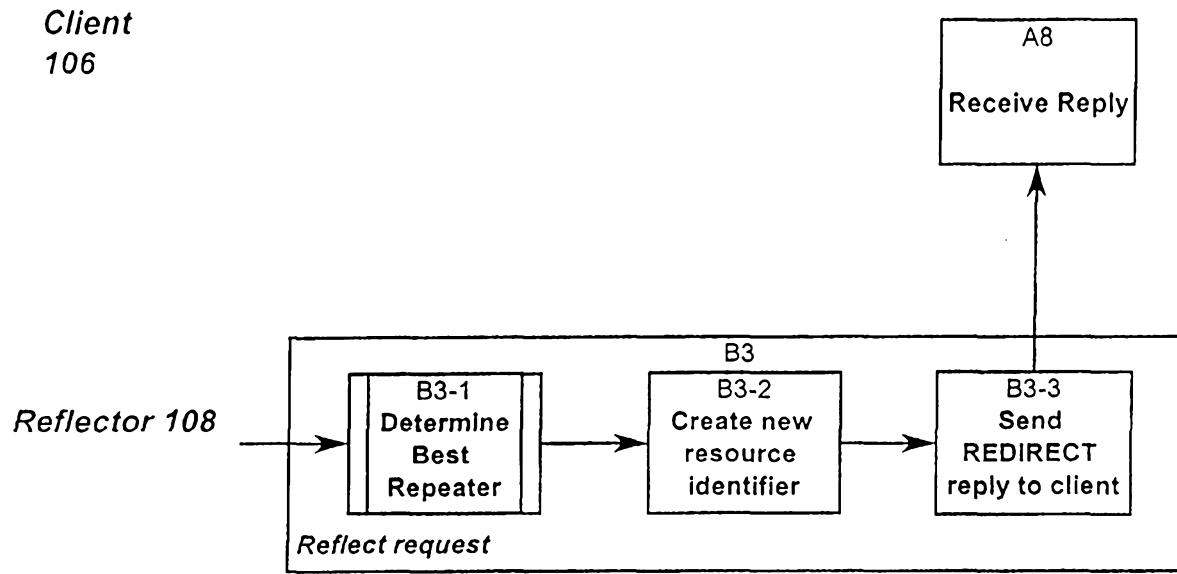 Client
106
A8
Receive Reply
B3
Reflector 108
B3-1
Determine
Best
Repeater
B3-2
Create new
resource
identifier
B3-3
Send
REDIRECT
reply to client
Reflect request